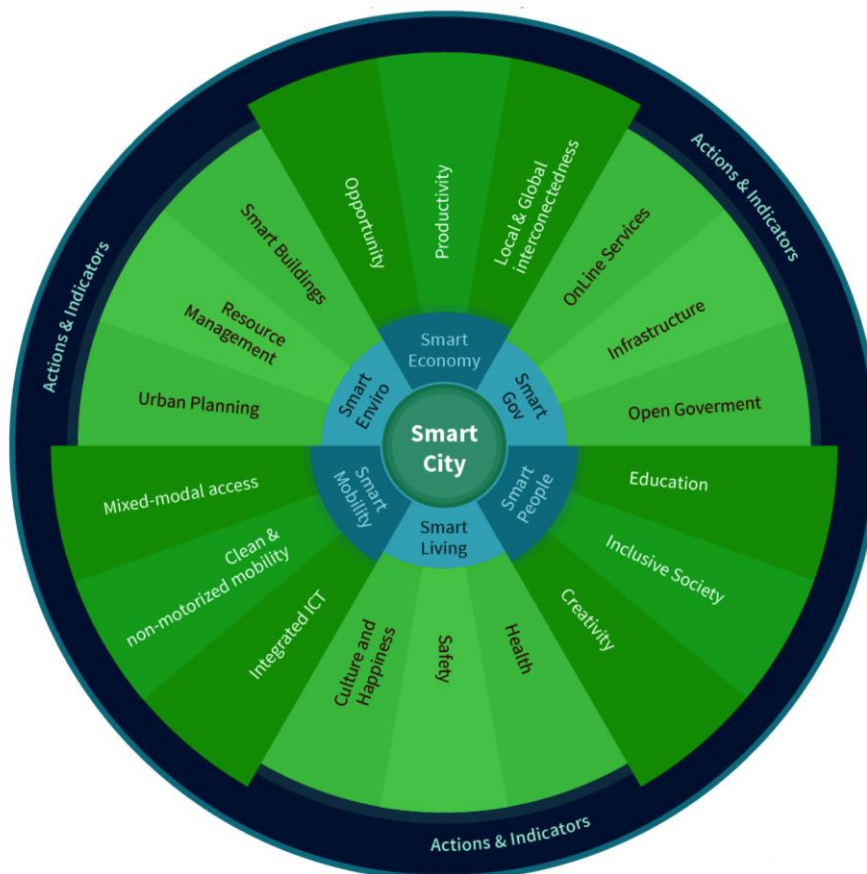 Actions & Indicators
Actions & Indicators
Actions & Indicators
Smart
City
Smart
Economy
Opportunity
Productivity
Local & Global
interconectedness
Smart
Gov
OnLine Services
Infrastructure
Open Goverment
Smart
People
Education
Inclusive Society
Creativity
Smart
Living
Health
Safety
Culture and
Happiness
Smart
Mobility
Integrated ICT
Clean &
non-motorized mobility
Mixed-modal access
Smart
Enviro
Urban Planning
Resource
Management
Smart Buildings